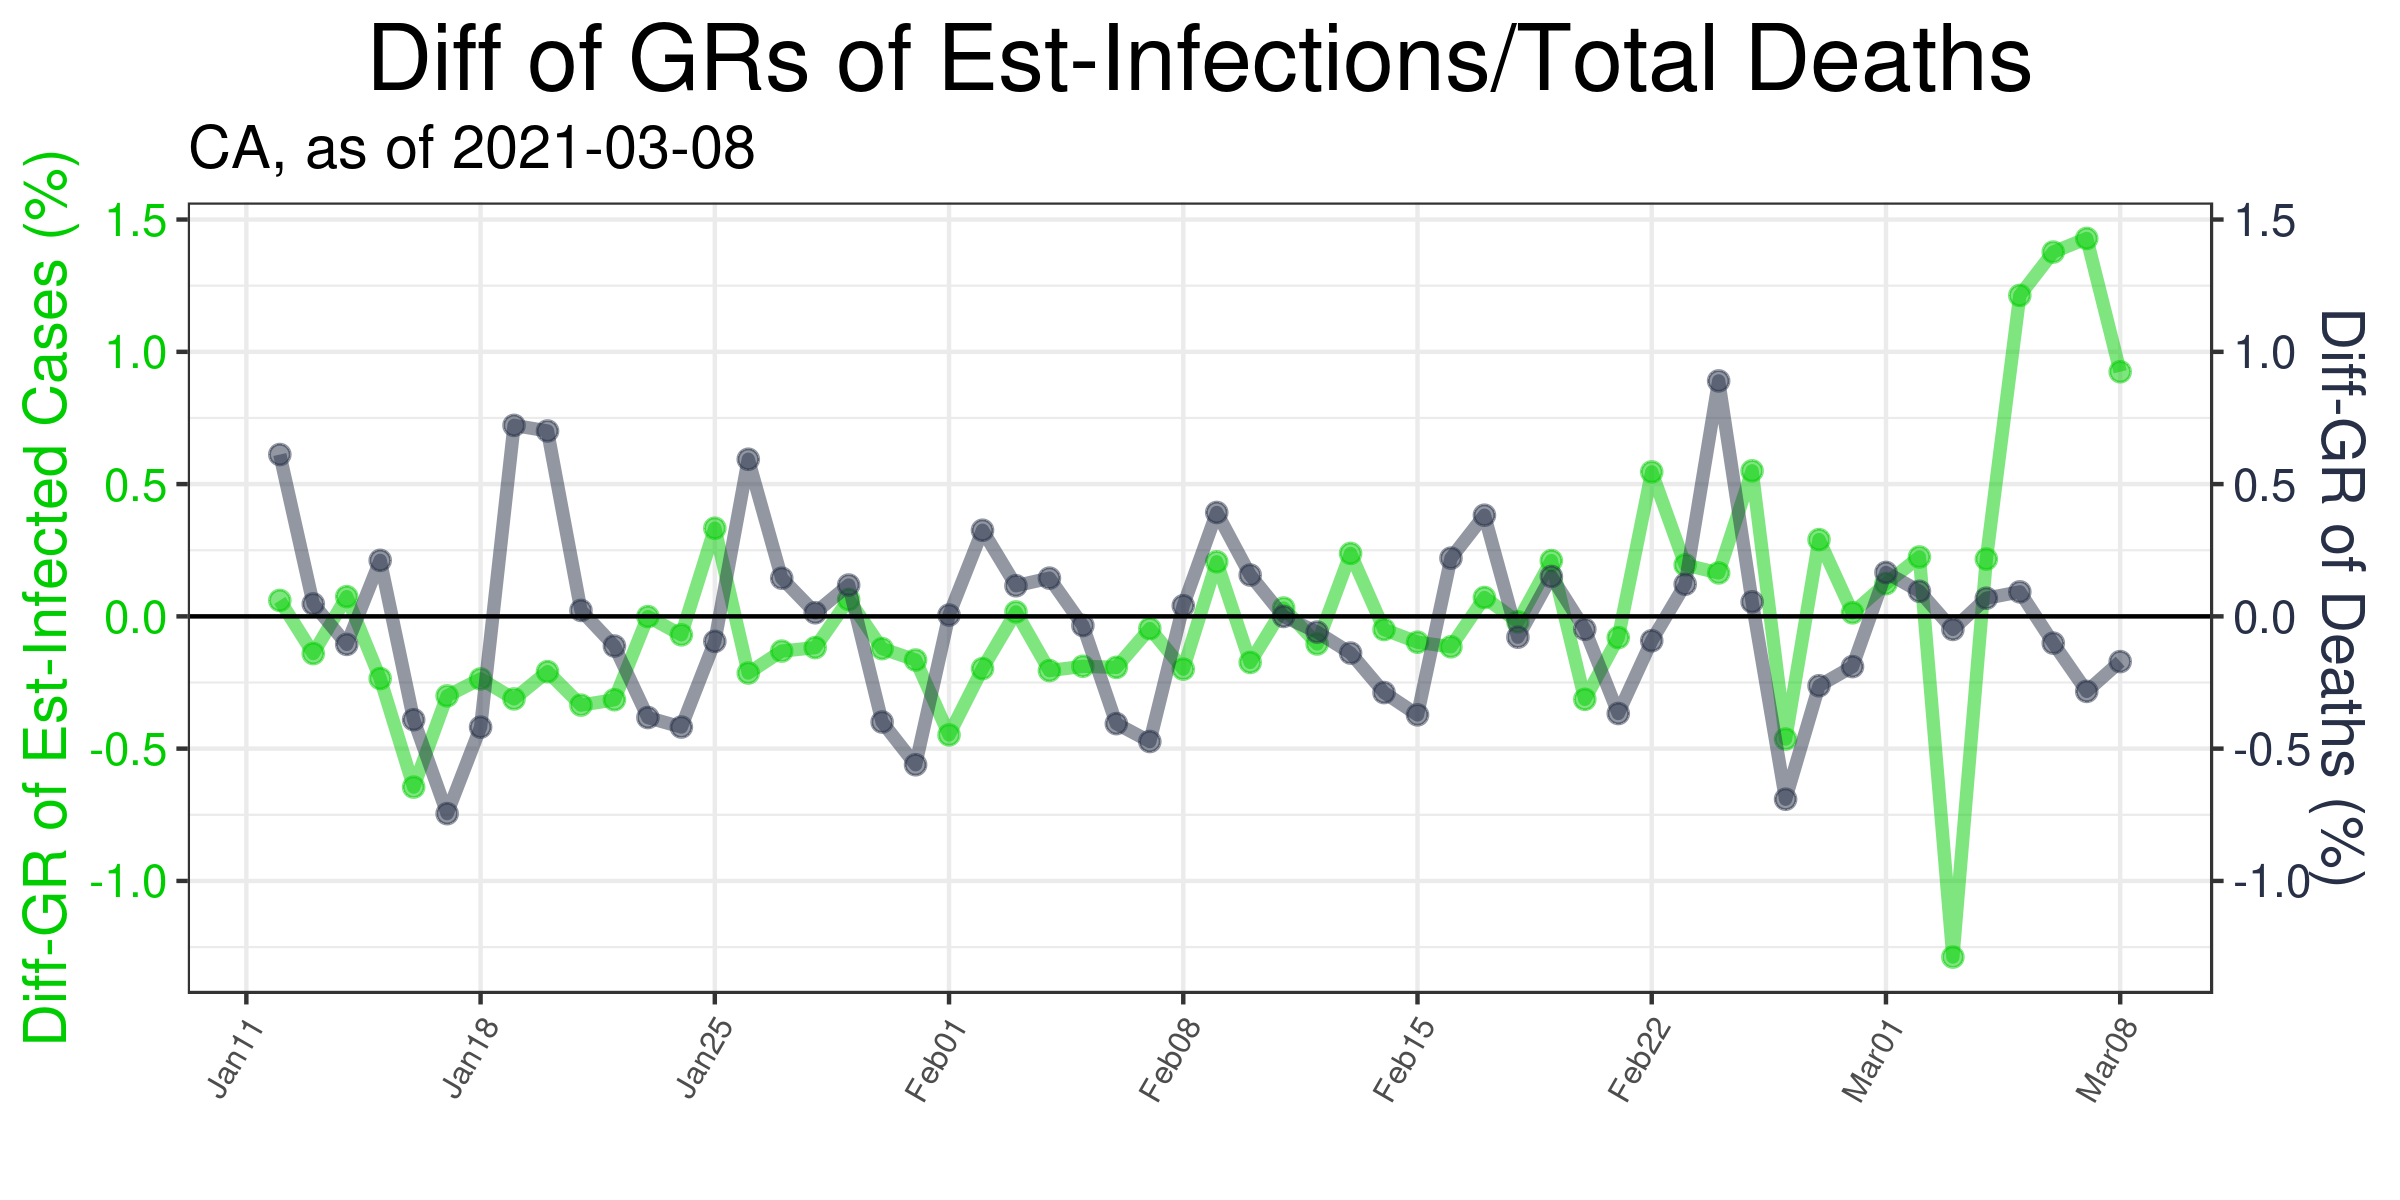 Diff of GRs of Est-Infections/Total Deaths
CA, as of 2021-03-08
Diff-GR of Est-Infected Cases (%)
1.5
1.0
0.5
0.0
-0.5
-1.0
1.5
1.0
0.5
0.0
-0.5
-1.0
Diff-GR of Deaths (%)
Jan11 Jan18 Jan25 Feb01 Feb08 Feb15 Feb22 Mar01 Mar08